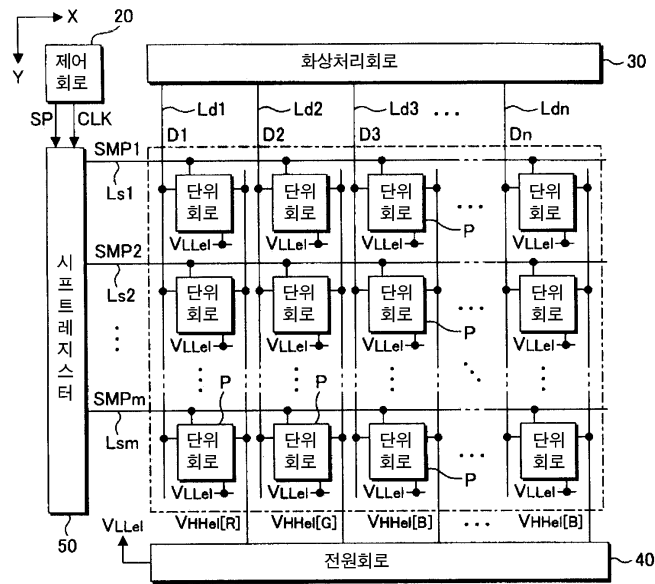 X
Y
20
제어
회로
SP
CLK
화상처리회로
30
Ld1
Ld2
Ld3
...
Ldn
D1
D2
D3
Dn
SMP1
Ls1
단위
회로
단위
회로
단위
회로
단위
회로
P
...
VLLel
VLLel
VLLel
VLLel
SMP2
Ls2
단위
회로
단위
회로
단위
회로
단위
회로
P
...
VLLel
VLLel
VLLel
VLLel
시프트레지스터
SMPm
Lsm
P
P
단위
회로
단위
회로
단위
회로
단위
회로
P
...
VLLel
VLLel
VLLel
VLLel
50
VLLel
VHHel[R]
VHHel[G]
VHHel[B]
...
VHHel[B]
전원회로
40